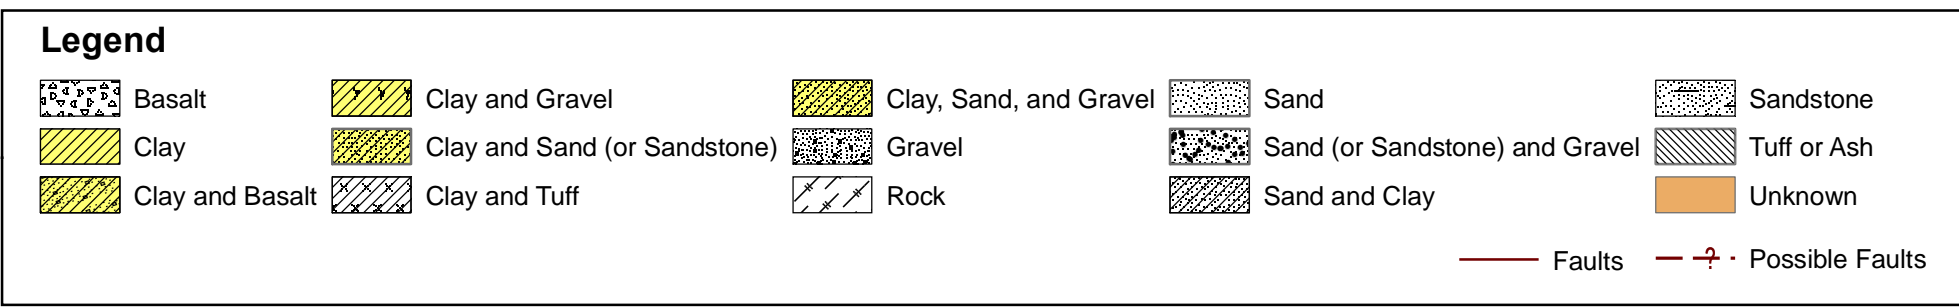 Legend
Basalt
Clay and Gravel
Clay, Sand, and Gravel
Sand
Sandstone
Clay
Clay and Sand (or Sandstone)
Gravel
Sand (or Sandstone) and Gravel
Tuff or Ash
Clay and Basalt
Clay and Tuff
Rock
Sand and Clay
Unknown
Faults
?
Possible Faults